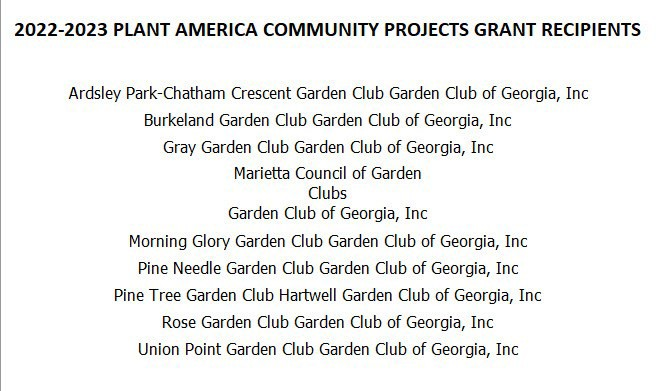 2022-2023 PLANT AMERICA COMMUNITY PROJECTS GRANT RECIPIENTS
Ardsley Park-Chatham Crescent Garden Club Garden Club of Georgia, Inc
Burkeland Garden Club Garden Club of Georgia, Inc
Gray Garden Club Garden Club of Georgia, Inc
Marietta Council of Garden
Clubs
Garden Club of Georgia, Inc
Morning Glory Garden Club Garden Club of Georgia, Inc
Pine Needle Garden Club Garden Club of Georgia, Inc
Pine Tree Garden Club Hartwell Garden Club of Georgia, Inc
Rose Garden Club Garden Club of Georgia, Inc
Union Point Garden Club Garden Club of Georgia, Inc